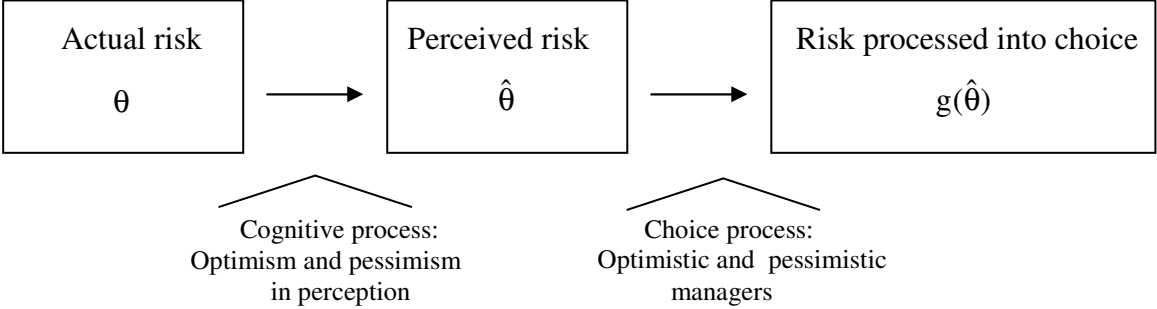 Actual risk
θ
Perceived risk
θ̂
Risk processed into choice
g(θ̂)
Cognitive process:
Optimism and pessimism
in perception
Choice process:
Optimistic and pessimistic
managers